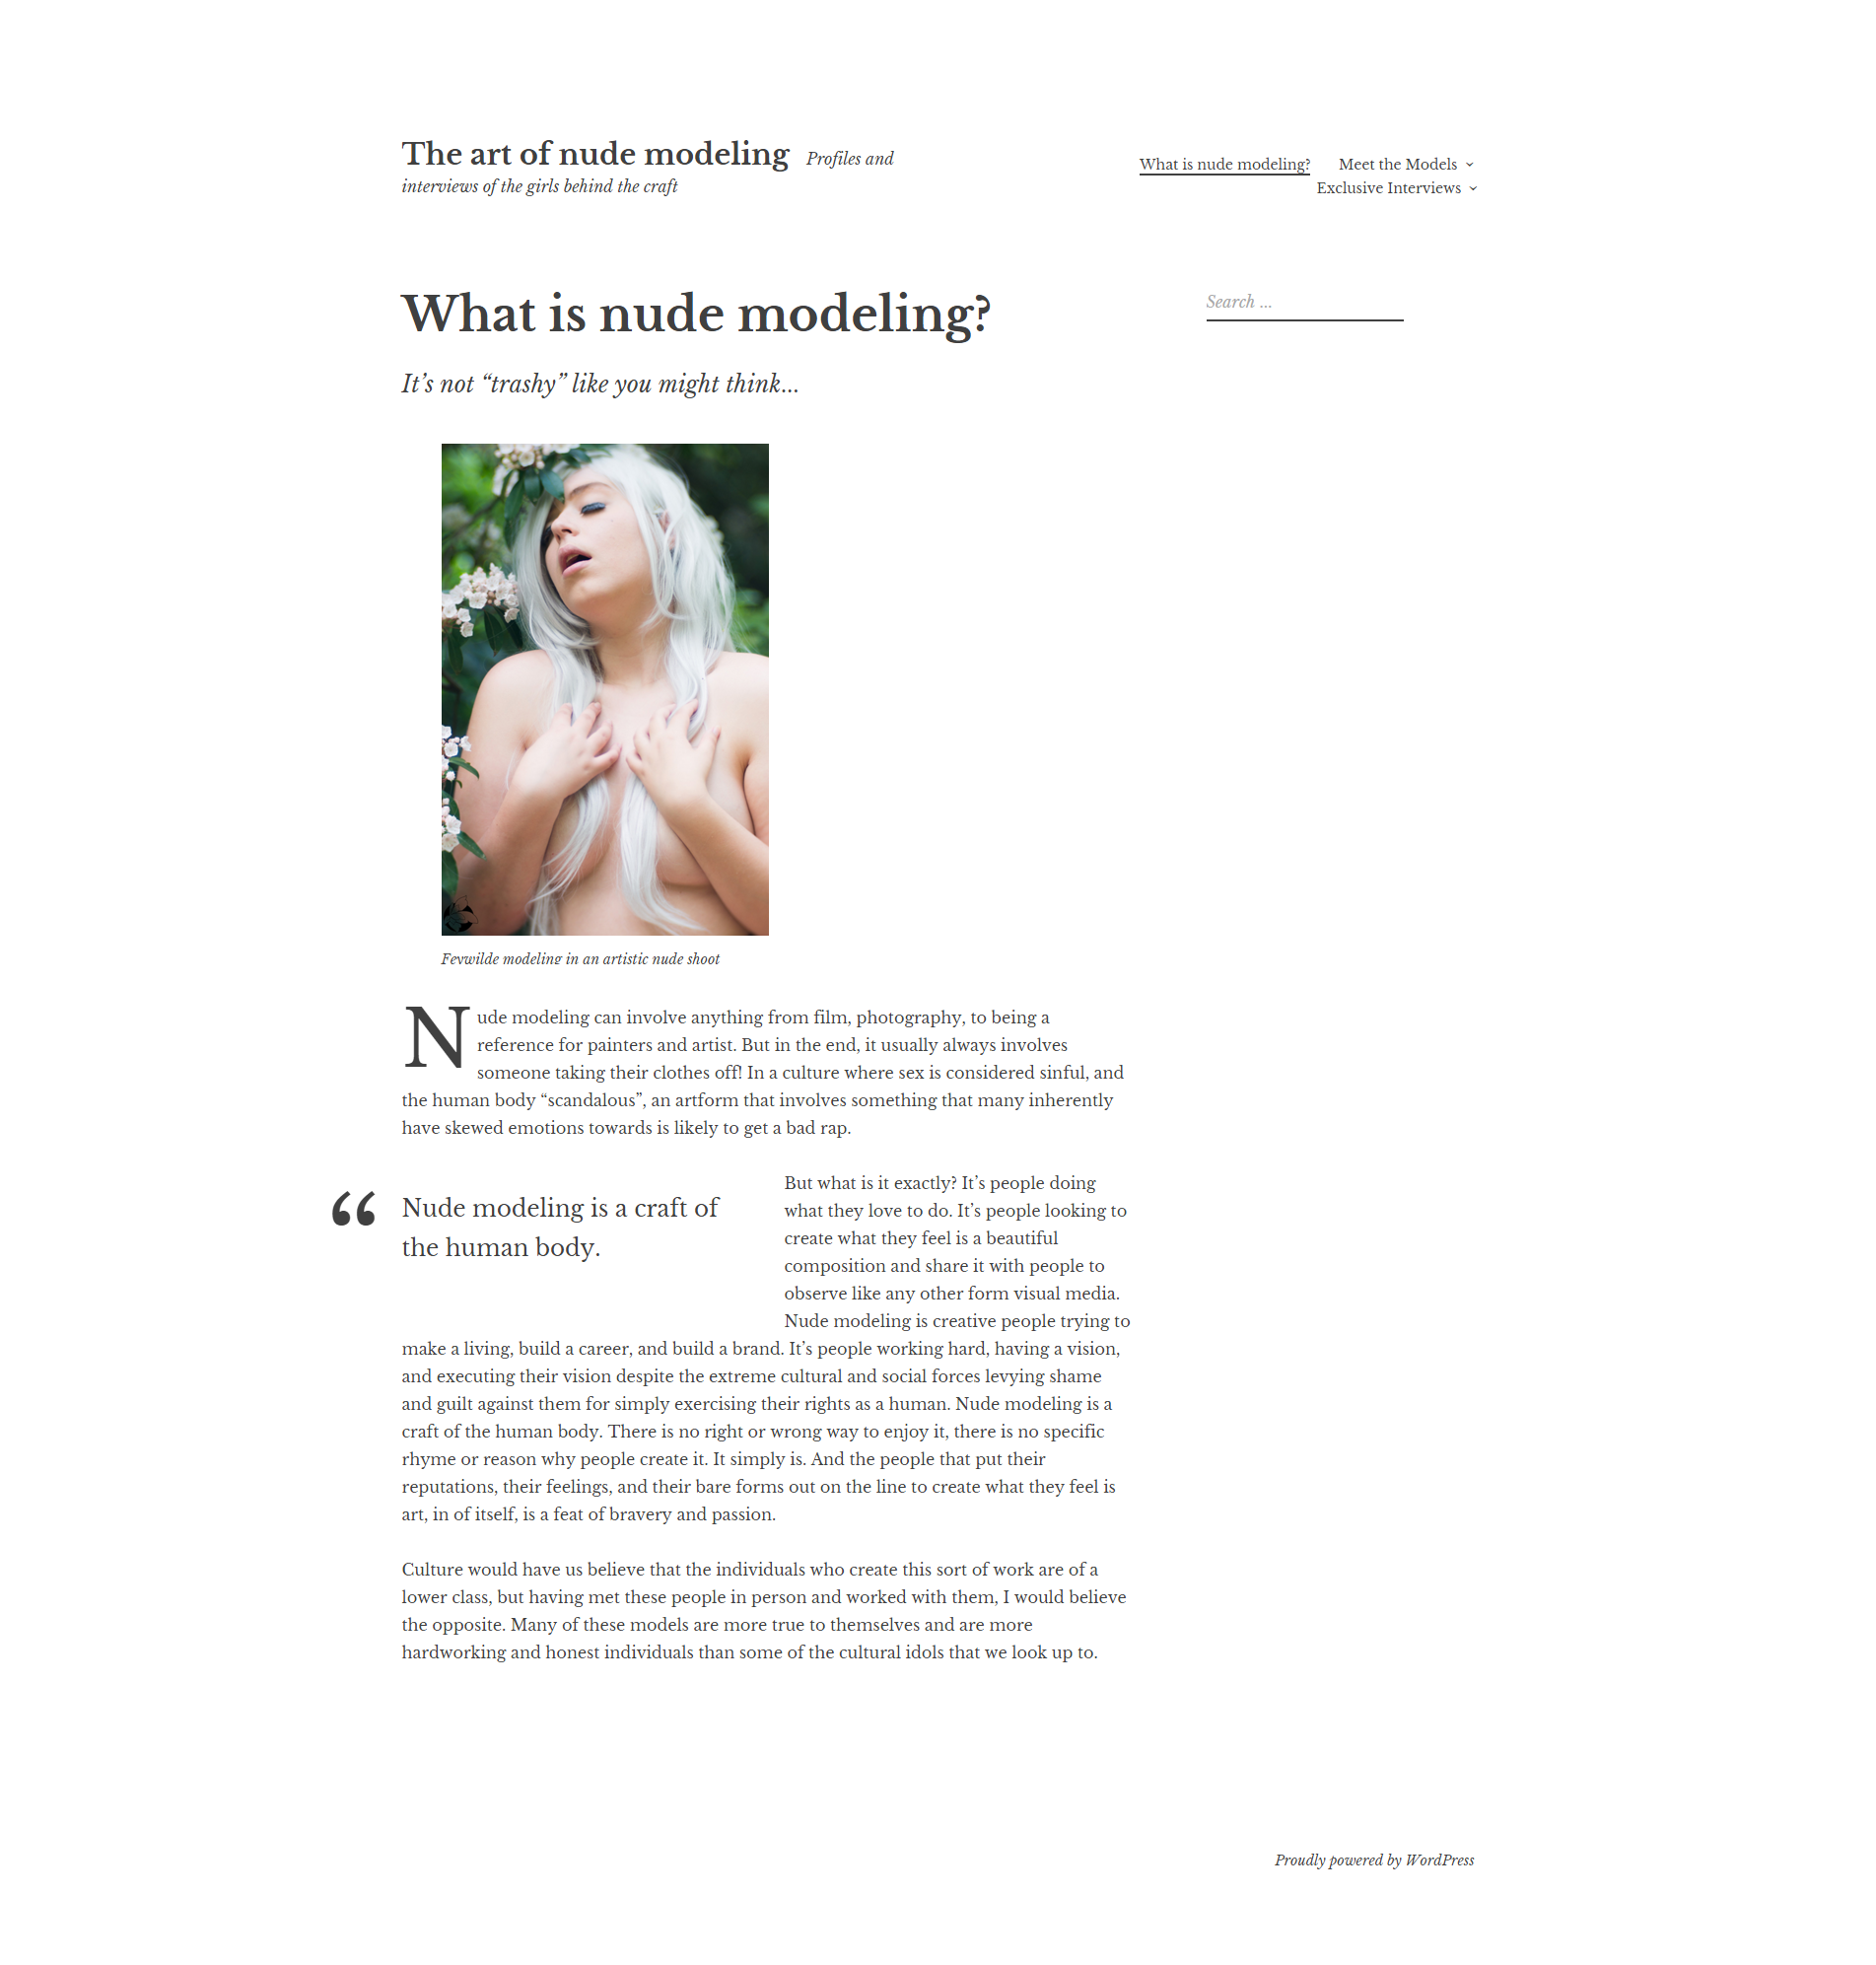 The art of nude modeling Profiles and
interviews of the girls behind the craft
What is nude modeling? Meet the Models
Exclusive Interviews
What is nude modeling?
Search ...
It’s not “trashy” like you might think…
Feywilde modeling in an artistic nude shoot
Nude modeling can involve anything from film, photography, to being a
reference for painters and artist. But in the end, it usually always involves
someone taking their clothes off! In a culture where sex is considered sinful, and
the human body “scandalous”, an artform that involves something that many inherently
have skewed emotions towards is likely to get a bad rap.
“ Nude modeling is a craft of
the human body.
But what is it exactly? It’s people doing
what they love to do. It’s people looking to
create what they feel is a beautiful
composition and share it with people to
observe like any other form visual media.
Nude modeling is creative people trying to
make a living, build a career, and build a brand. It’s people working hard, having a vision,
and executing their vision despite the extreme cultural and social forces levying shame
and guilt against them for simply exercising their rights as a human. Nude modeling is a
craft of the human body. There is no right or wrong way to enjoy it, there is no specific
rhyme or reason why people create it. It simply is. And the people that put their
reputations, their feelings, and their bare forms out on the line to create what they feel is
art, in of itself, is a feat of bravery and passion.
Culture would have us believe that the individuals who create this sort of work are of a
lower class, but having met these people in person and worked with them, I would believe
the opposite. Many of these models are more true to themselves and are more
hardworking and honest individuals than some of the cultural idols that we look up to.
Proudly powered by WordPress